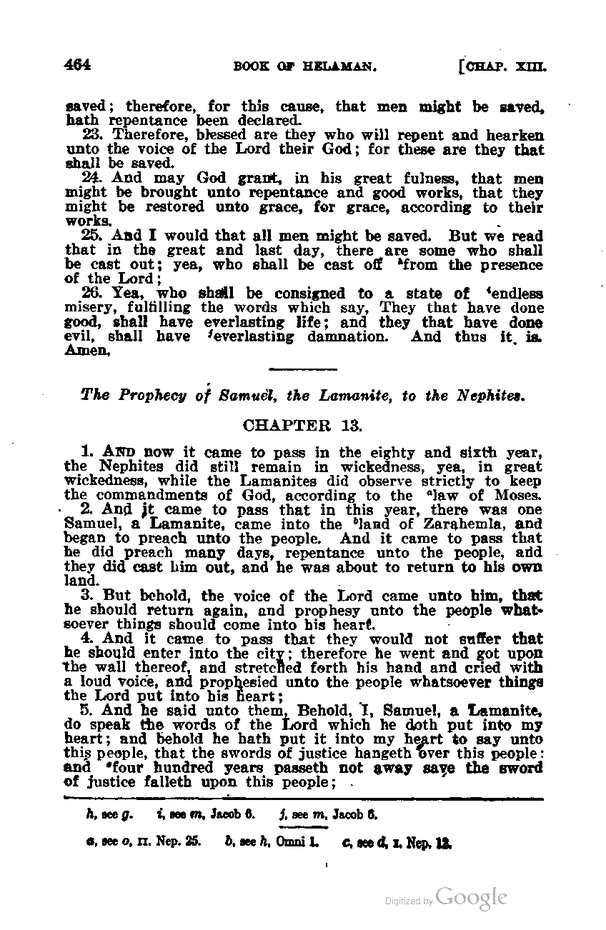 464 BOOK OF HELAMAN. [CHAP. XIII.
saved; therefore, for this cause, that men might be saved,
hath repentance been declared.
23. Therefore, blessed are they who will repent and hearken
unto the voice of the Lord their God; for these are they that
shall be saved.
24. And may God grant, in his great fulness, that men
might be brought unto repentance and good works, that they
might be restored unto grace, for grace, according to their
works.
25. And I would that all men might be saved. But we read
that in the great and last day, there are some who shall
be cast out; yea, who shall be cast off ʰfrom the presence
of the Lord;
26. Yea, who shall be consigned to a state of ⁱendless
misery, fulfilling the words which say, They that have done
good, shall have everlasting life; and they that have done
evil, shall have ʲeverlasting damnation. And thus it is.
Amen.
The Prophecy of Samuel, the Lamanite, to the Nephites.
CHAPTER 13.
1. AND now it came to pass in the eighty and sixth year,
the Nephites did still remain in wickedness, yea, in great
wickedness, while the Lamanites did observe strictly to keep
the commandments of God, according to the ᵃlaw of Moses.
2. And it came to pass that in this year, there was one
Samuel, a Lamanite, came into the ᵇland of Zarahemla, and
began to preach unto the people. And it came to pass that
he did preach many days, repentance unto the people, and
they did cast him out, and he was about to return to his own
land.
3. But behold, the voice of the Lord came unto him, that
he should return again, and prophesy unto the people what-
soever things should come into his heart.
4. And it came to pass that they would not suffer that
he should enter into the city; therefore he went and got upon
the wall thereof, and stretched forth his hand and cried with
a loud voice, and prophesied unto the people whatsoever things
the Lord put into his heart;
5. And he said unto them, Behold, I, Samuel, a Lamanite,
do speak the words of the Lord which he doth put into my
heart; and behold he hath put it into my heart to say unto
this people, that the swords of justice hangeth over this people:
and ᶜfour hundred years passeth not away save the sword
of justice falleth upon this people;
h, see g. i, see m, Jacob 6. j, see m, Jacob 6.
a, see o, II. Nep. 25. b, see h, Omni 1. c, see d, I. Nep. 12.
Digitized by Google